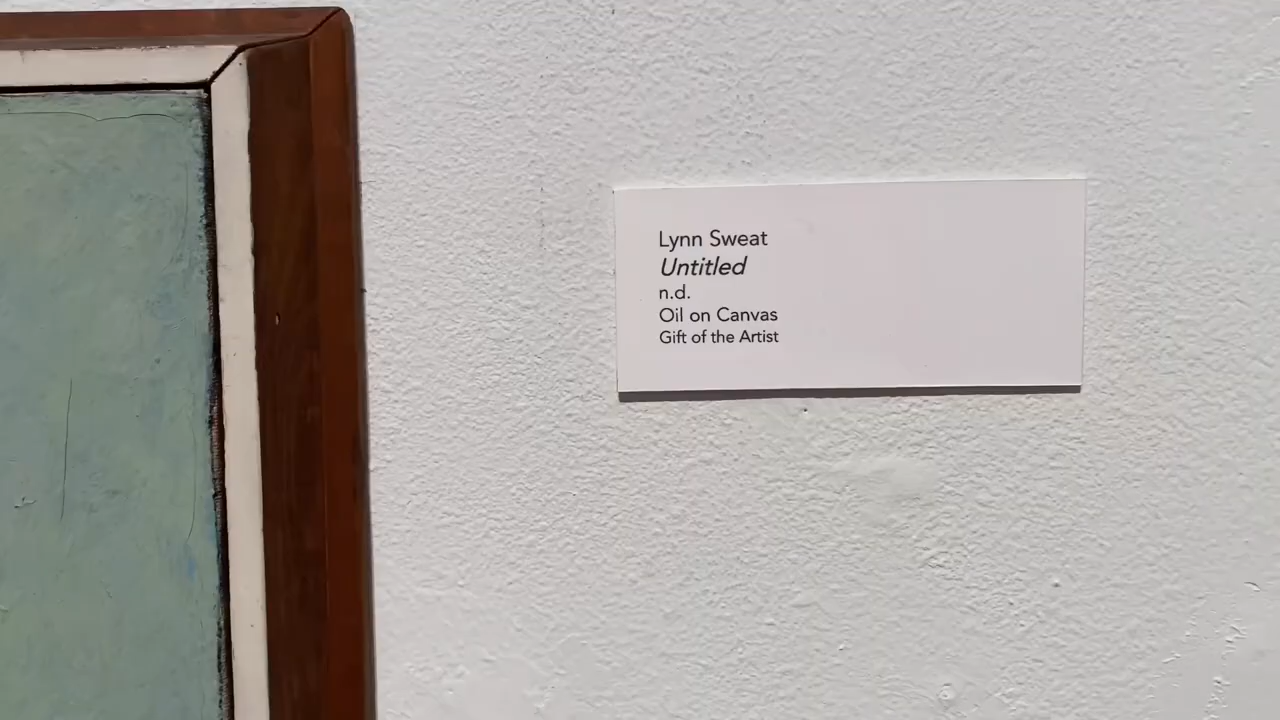 Lynn Sweat
Untitled
n.d.
Oil on Canvas
Gift of the Artist